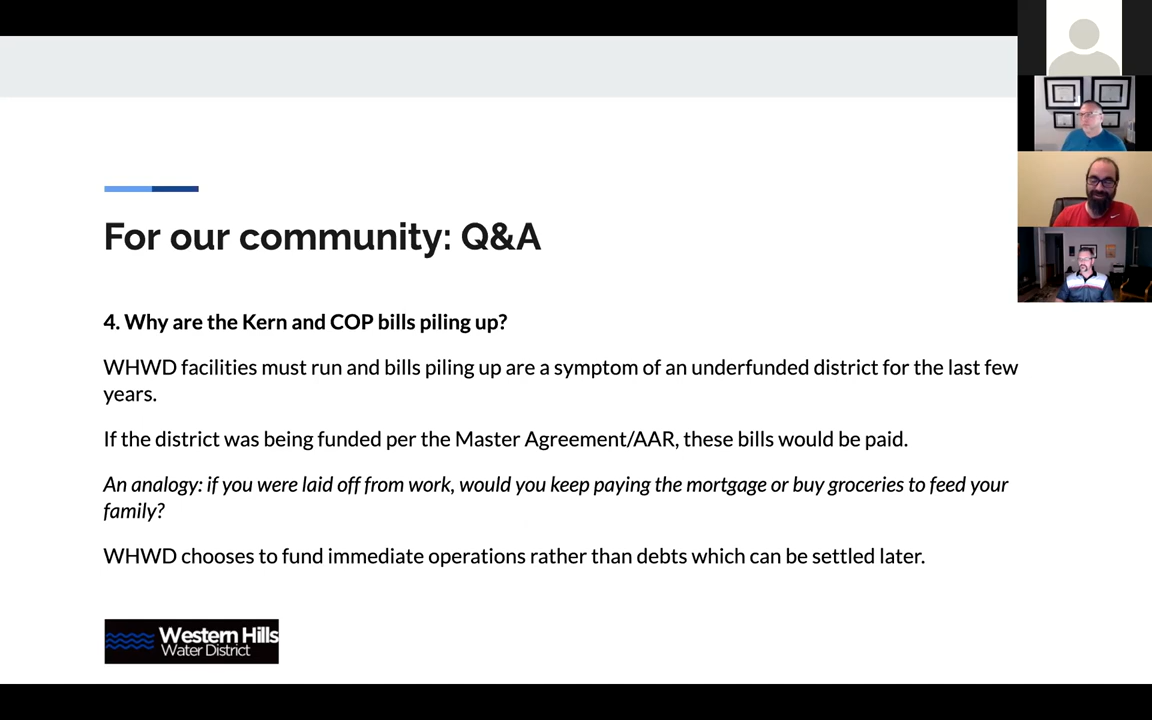 For our community: Q&A
4. Why are the Kern and COP bills piling up?
WHWD facilities must run and bills piling up are a symptom of an underfunded district for the last few
years.
If the district was being funded per the Master Agreement/AAR, these bills would be paid.
An analogy: if you were laid off from work, would you keep paying the mortgage or buy groceries to feed your
family?
WHWD chooses to fund immediate operations rather than debts which can be settled later.
Western Hills
Water District